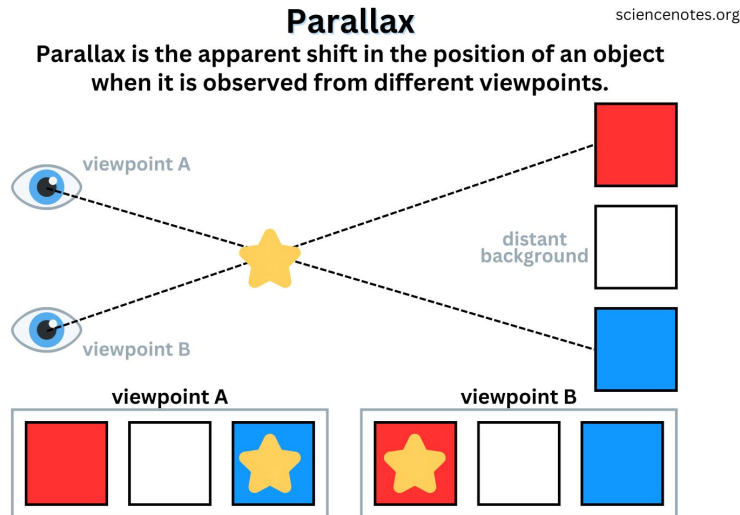 Parallax
sciencenotes.org
Parallax is the apparent shift in the position of an object
when it is observed from different viewpoints.
viewpoint A
distant
background
viewpoint B
viewpoint A
viewpoint B